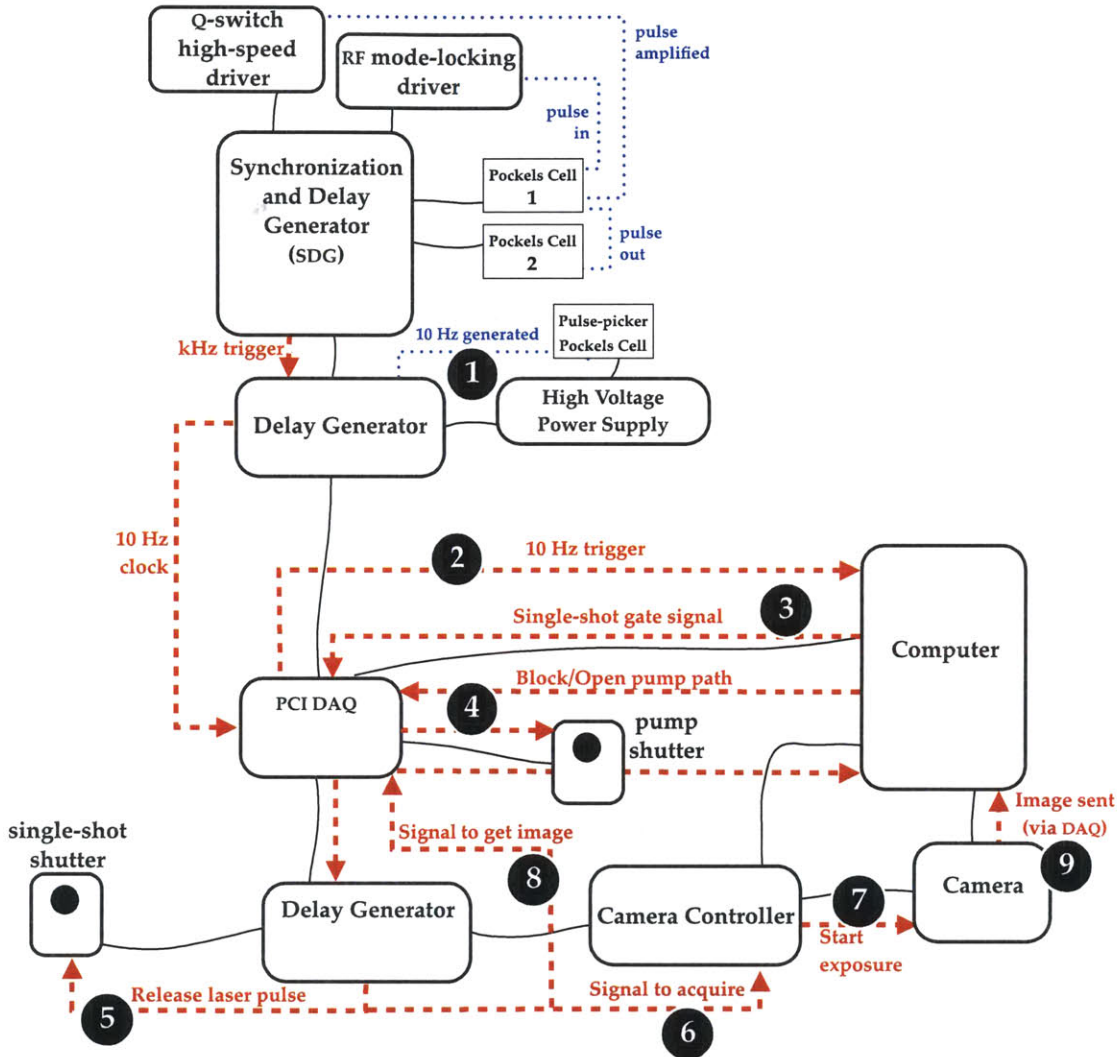 Q-switch
high-speed
driver
RF mode-locking
driver
pulse
amplified
pulse
in
Synchronization
and Delay
Generator
(SDG)
Pockels Cell
1
Pockels Cell
2
pulse
out
kHz trigger
10 Hz generated
Pulse-picker
Pockels Cell
1
Delay Generator
High Voltage
Power Supply
10 Hz
clock
2
10 Hz trigger
3
Single-shot gate signal
Computer
Block/Open pump path
PCI DAQ
4
pump
shutter
single-shot
shutter
Signal to get image
Image sent
(via DAQ)
8
9
Delay Generator
Camera Controller
7
Camera
Start
exposure
5
Release laser pulse
Signal to acquire
6